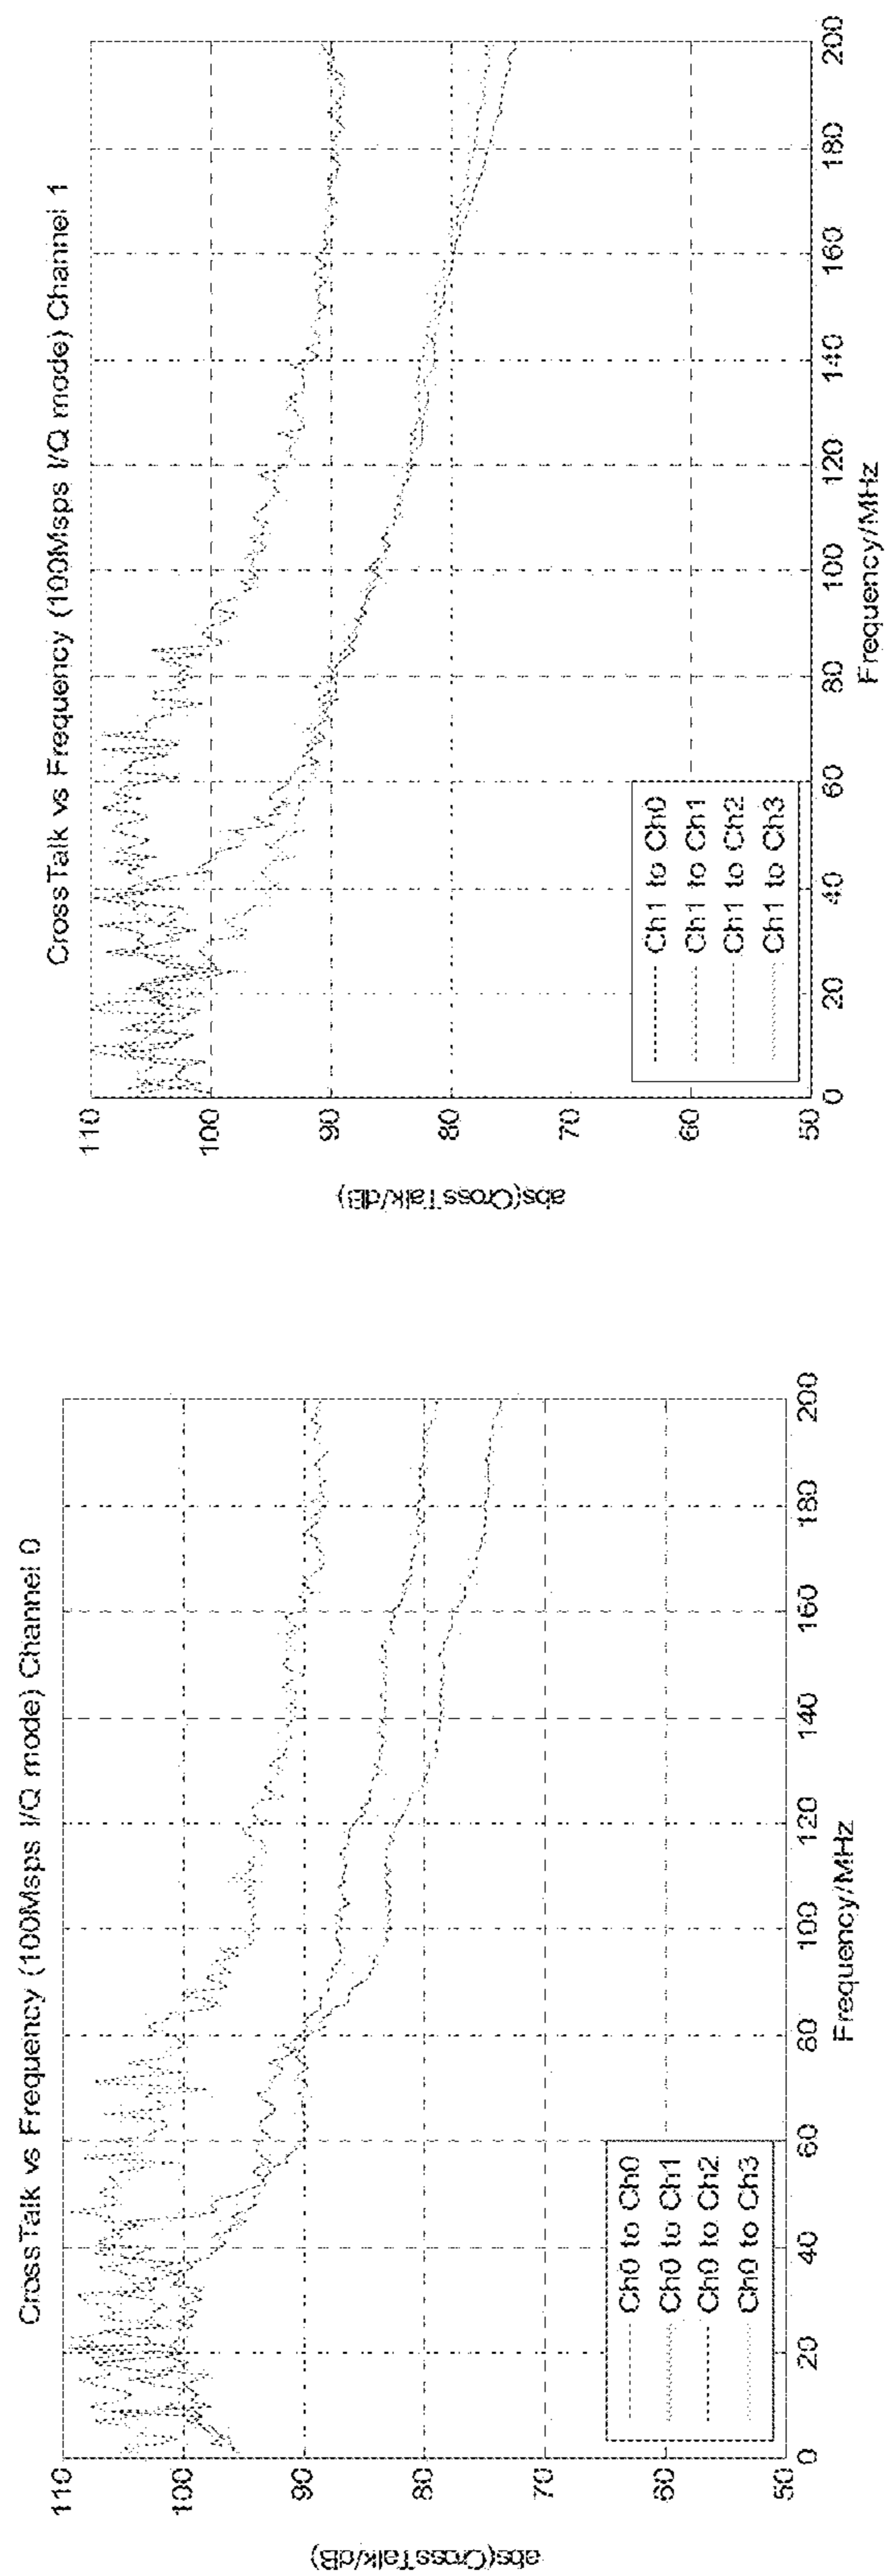 CrossTalk vs Frequency (100Msps I/Q mode) Channel 0
abs(CrossTalk/dB)
110
100
90
80
70
60
50
0
20
40
60
80
100
120
140
160
180
200
Frequency/MHz
Ch0 to Ch0
Ch0 to Ch1
Ch0 to Ch2
Ch0 to Ch3
CrossTalk vs Frequency (100Msps I/Q mode) Channel 1
abs(CrossTalk/dB)
110
100
90
80
70
60
50
0
20
40
60
80
100
120
140
160
180
200
Frequency/MHz
Ch1 to Ch0
Ch1 to Ch1
Ch1 to Ch2
Ch1 to Ch3